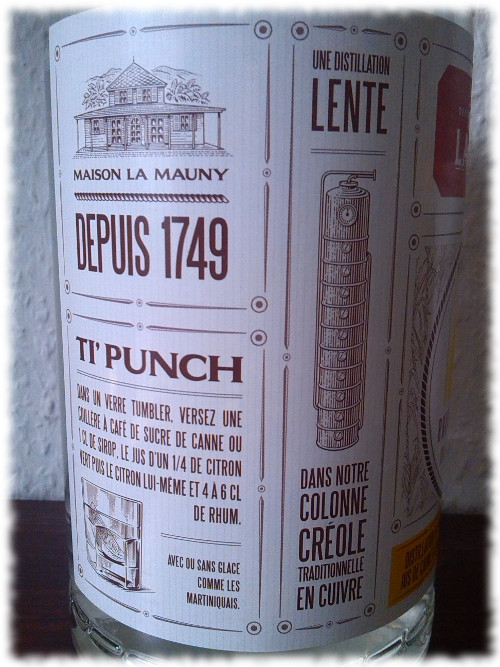 MAISON LA MAUNY
DEPUIS 1749
TI' PUNCH
DANS UN VERRE TUMBLER, VERSEZ UNE
CUILLÈRE À CAFÉ DE SUCRE DE CANNE OU
1 CL DE SIROP, LE JUS D'UN 1/4 DE CITRON
VERT PUIS LE CITRON LUI-MÊME ET 4 À 6 CL
DE RHUM.
AVEC OU SANS GLACE
COMME LES
MARTINIQUAIS.
UNE DISTILLATION
LENTE
DANS NOTRE
COLONNE
CRÉOLE
TRADITIONNELLE
EN CUIVRE